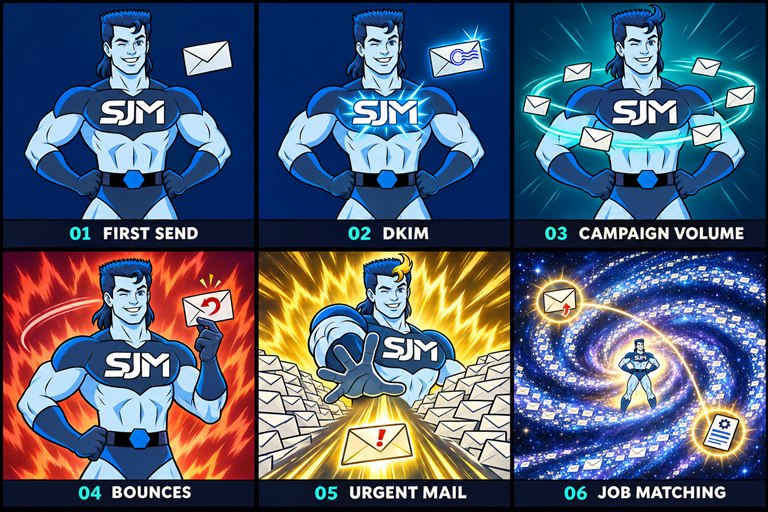 SJM
01 FIRST SEND
SJM
02 DKIM
SJM
03 CAMPAIGN VOLUME
SJM
04 BOUNCES
SJM
!
05 URGENT MAIL
SJM
06 JOB MATCHING